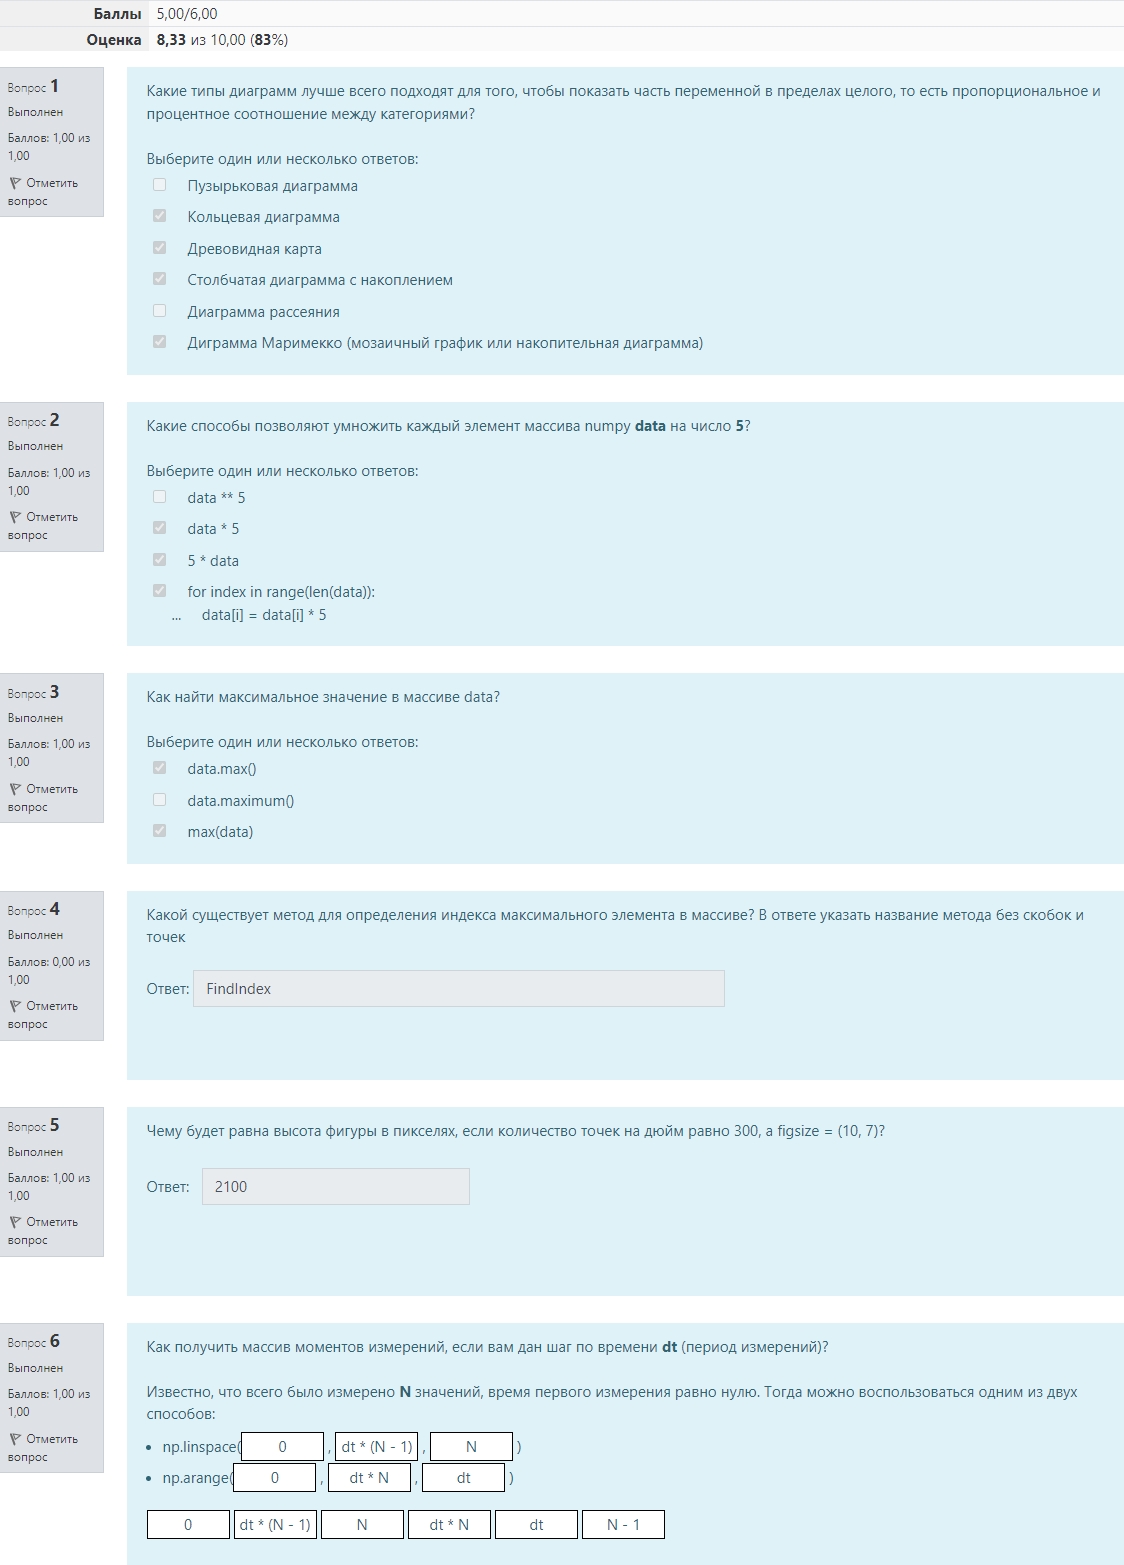 Баллы 5,00/6,00
Оценка 8,33 из 10,00 (83%)
Вопрос 1
Выполнен
Баллов: 1,00 из
1,00
Отметить
вопрос
Какие типы диаграмм лучше всего подходят для того, чтобы показать часть переменной в пределах целого, то есть пропорциональное и
процентное соотношение между категориями?
Выберите один или несколько ответов:
Пузырьковая диаграмма
Кольцевая диаграмма
Древовидная карта
Столбчатая диаграмма с накоплением
Диаграмма рассеяния
Диграмма Маримекко (мозаичный график или накопительная диаграмма)
Вопрос 2
Выполнен
Баллов: 1,00 из
1,00
Отметить
вопрос
Какие способы позволяют умножить каждый элемент массива numpy data на число 5?
Выберите один или несколько ответов:
data ** 5
data * 5
5 * data
for index in range(len(data)):
... data[i] = data[i] * 5
Вопрос 3
Выполнен
Баллов: 1,00 из
1,00
Отметить
вопрос
Как найти максимальное значение в массиве data?
Выберите один или несколько ответов:
data.max()
data.maximum()
max(data)
Вопрос 4
Выполнен
Баллов: 0,00 из
1,00
Отметить
вопрос
Какой существует метод для определения индекса максимального элемента в массиве? В ответе указать название метода без скобок и
точек
Ответ: FindIndex
Вопрос 5
Выполнен
Баллов: 1,00 из
1,00
Отметить
вопрос
Чему будет равна высота фигуры в пикселях, если количество точек на дюйм равно 300, а figsize = (10, 7)?
Ответ: 2100
Вопрос 6
Выполнен
Баллов: 1,00 из
1,00
Отметить
вопрос
Как получить массив моментов измерений, если вам дан шаг по времени dt (период измерений)?
Известно, что всего было измерено N значений, время первого измерения равно нулю. Тогда можно воспользоваться одним из двух
способов:
• np.linspace( 0 , dt * (N - 1) , N )
• np.arange( 0 , dt * N , dt )
0 dt * (N - 1) N dt * N dt N - 1